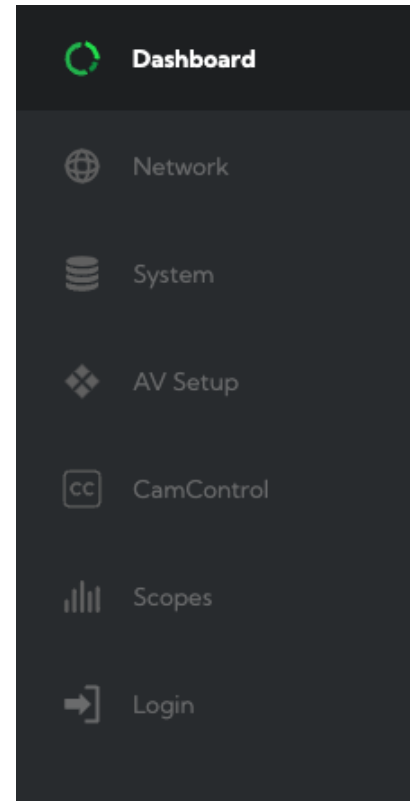 Dashboard
Network
System
AV Setup
CC CamControl
Scopes
Login